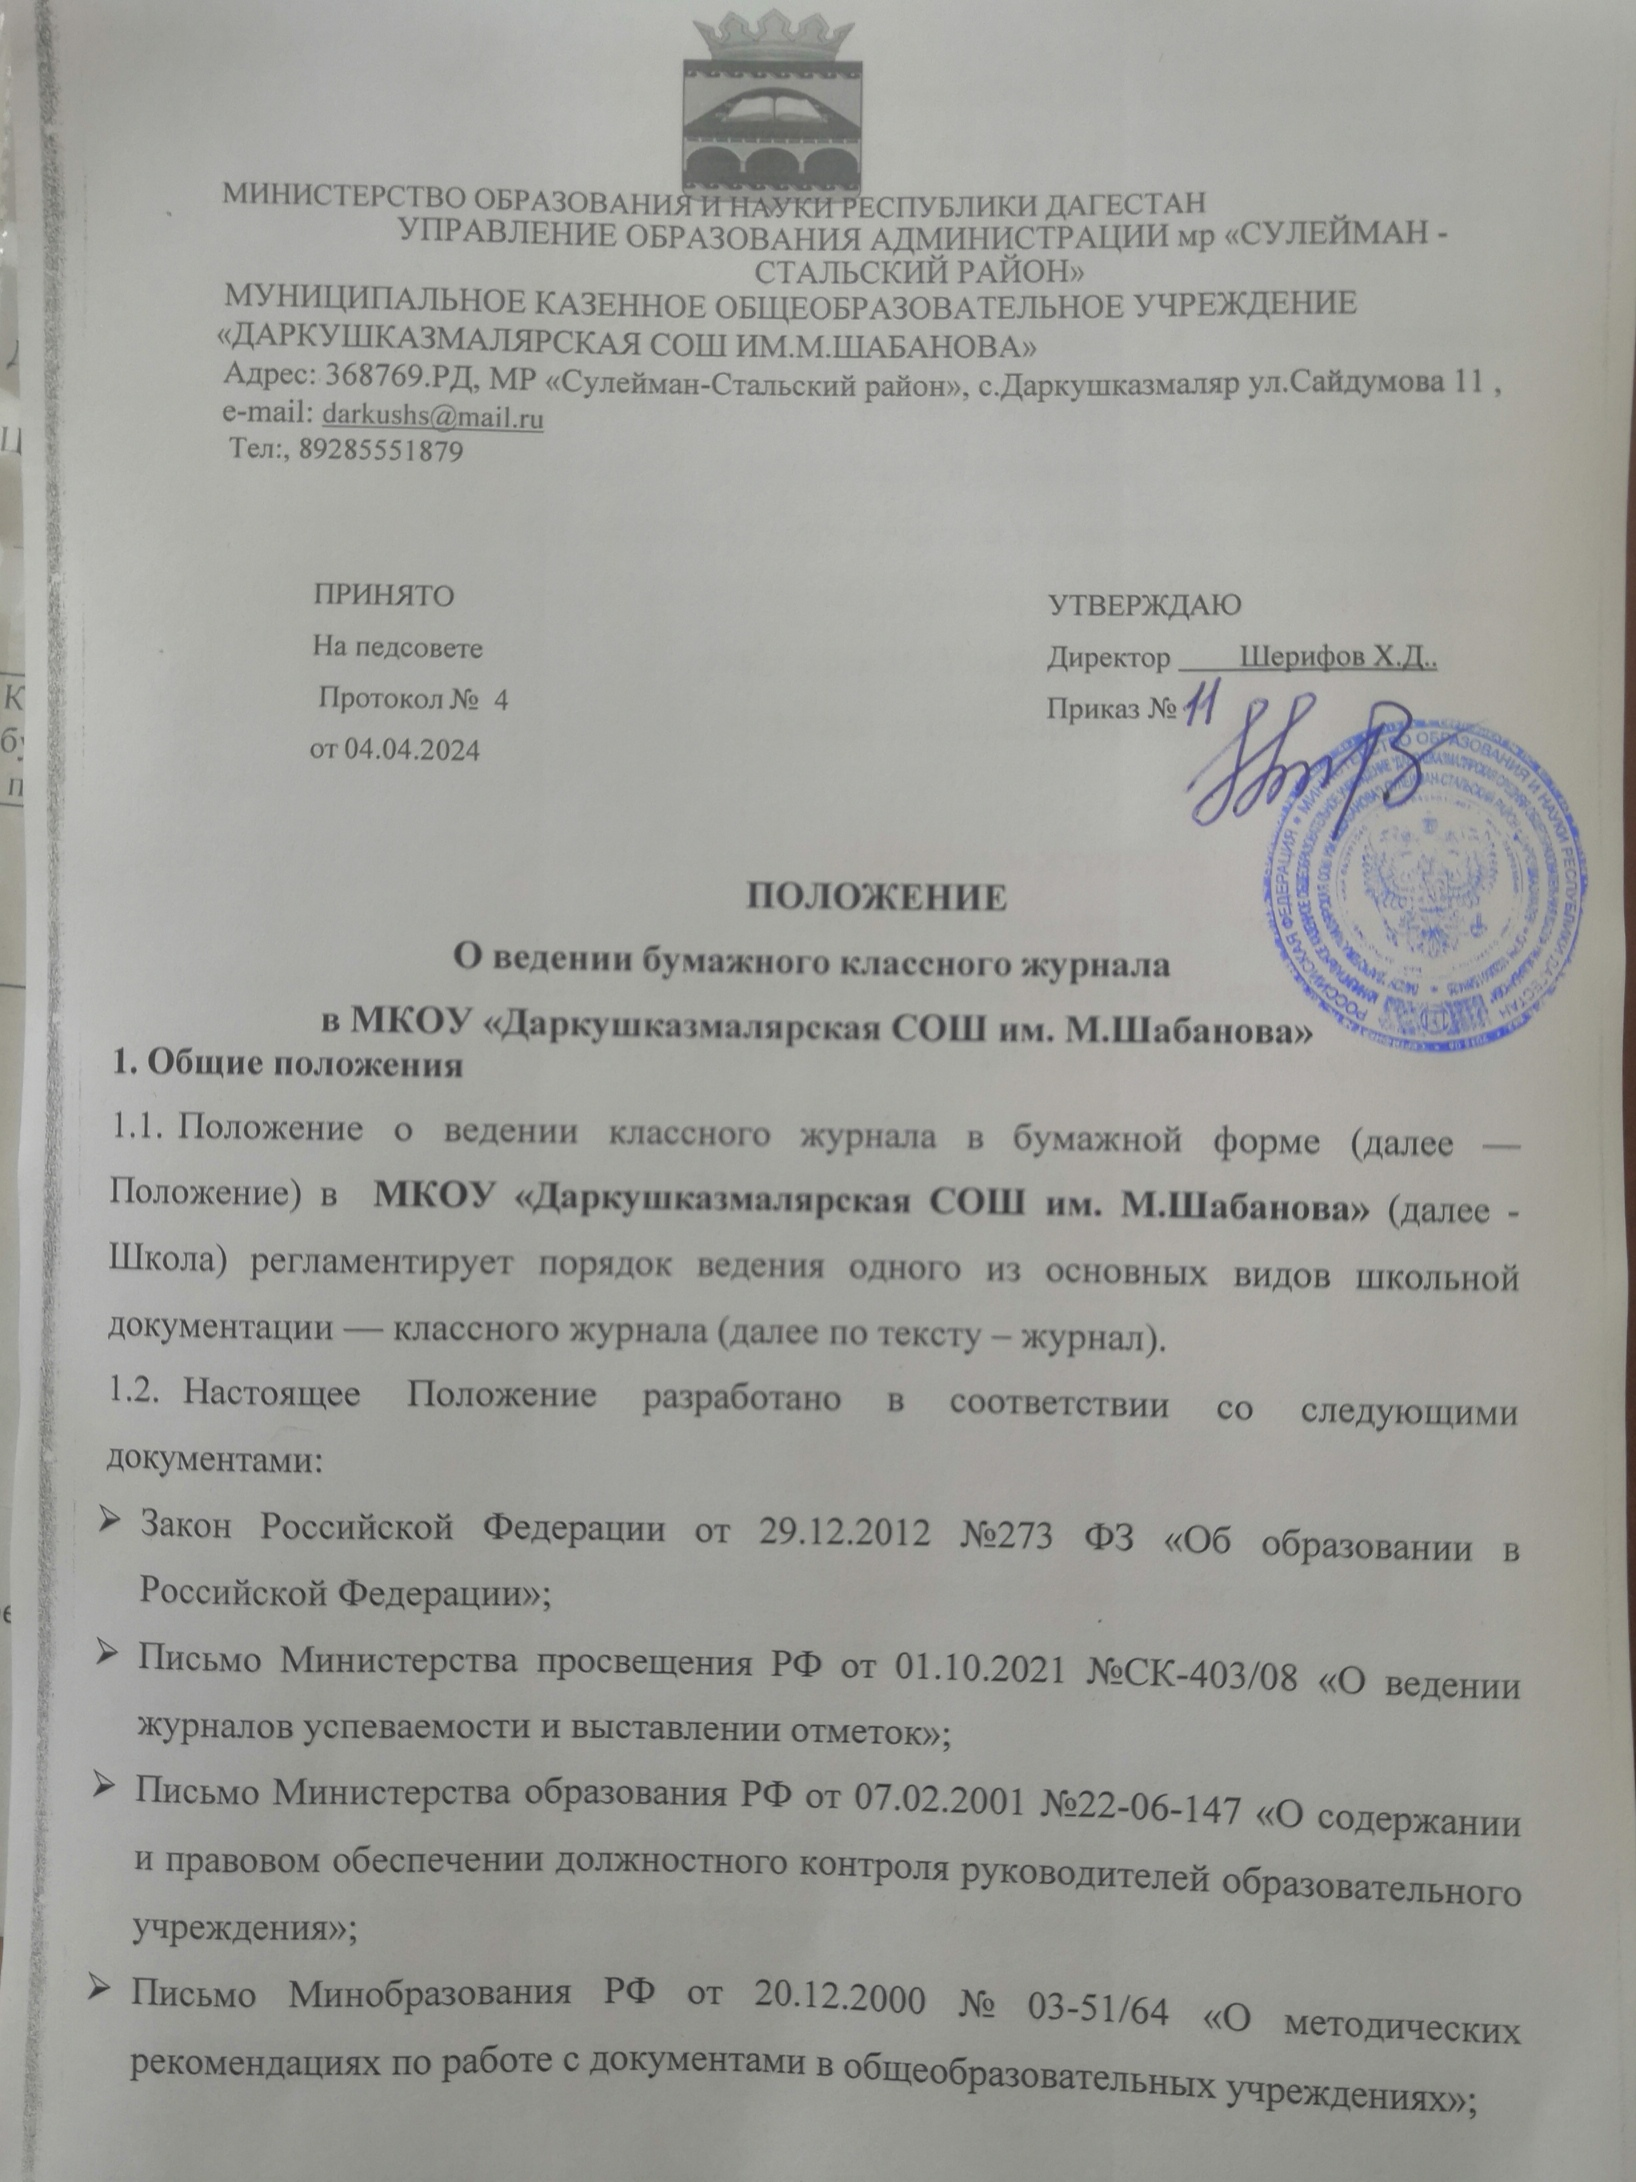 МИНИСТЕРСТВО ОБРАЗОВАНИЯ И НАУКИ РЕСПУБЛИКИ ДАГЕСТАН
УПРАВЛЕНИЕ ОБРАЗОВАНИЯ АДМИНИСТРАЦИИ мр «СУЛЕЙМАН -
СТАЛЬСКИЙ РАЙОН»
МУНИЦИПАЛЬНОЕ КАЗЕННОЕ ОБЩЕОБРАЗОВАТЕЛЬНОЕ УЧРЕЖДЕНИЕ
«ДАРКУШКАЗМАЛЯРСКАЯ СОШ ИМ.М.ШАБАНОВА»
Адрес: 368769.РД, МР «Сулейман-Стальский район», с.Даркушказмаляр ул.Сайдумова 11 ,
e-mail: darkushs@mail.ru
Тел:, 89285551879
ПРИНЯТО
На педсовете
Протокол № 4
от 04.04.2024
УТВЕРЖДАЮ
Директор ____Шерифов Х.Д..
Приказ № 11
РОССИЙСКАЯ ФЕДЕРАЦИЯ * МИНИСТЕРСТВО ОБРАЗОВАНИЯ И НАУКИ РЕСПУБЛИКИ ДАГЕСТАН
ПОЛОЖЕНИЕ
О ведении бумажного классного журнала
в МКОУ «Даркушказмалярская СОШ им. М.Шабанова»
1. Общие положения
1.1. Положение о ведении классного журнала в бумажной форме (далее —
Положение) в МКОУ «Даркушказмалярская СОШ им. М.Шабанова» (далее -
Школа) регламентирует порядок ведения одного из основных видов школьной
документации — классного журнала (далее по тексту – журнал).
1.2. Настоящее Положение разработано в соответствии со следующими
документами:
➢ Закон Российской Федерации от 29.12.2012 №273 ФЗ «Об образовании в
Российской Федерации»;
➢ Письмо Министерства просвещения РФ от 01.10.2021 №СК-403/08 «О ведении
журналов успеваемости и выставлении отметок»;
➢ Письмо Министерства образования РФ от 07.02.2001 №22-06-147 «О содержании
и правовом обеспечении должностного контроля руководителей образовательного
учреждения»;
➢ Письмо Минобразования РФ от 20.12.2000 № 03-51/64 «О методических
рекомендациях по работе с документами в общеобразовательных учреждениях»;